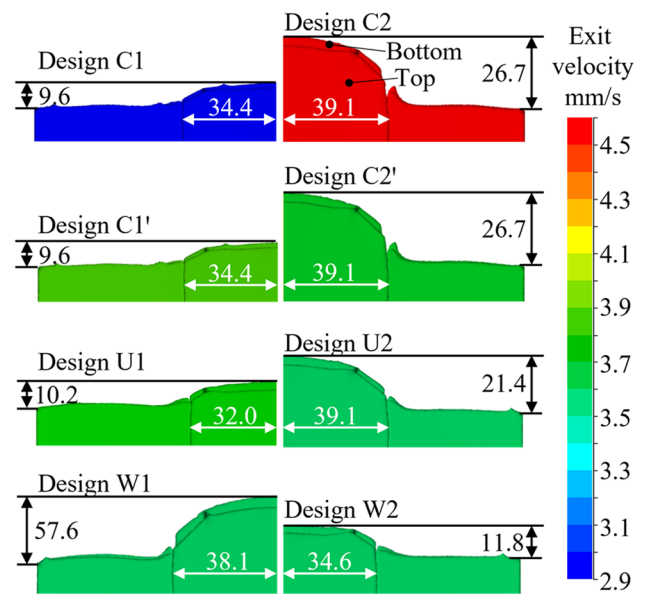 Design C1
9.6
34.4
Design C2
Bottom
Top
39.1
26.7
Design C1'
9.6
34.4
Design C2'
39.1
26.7
Design U1
10.2
32.0
Design U2
39.1
21.4
Design W1
57.6
38.1
Design W2
34.6
11.8
Exit
velocity
mm/s
4.5
4.3
4.1
3.9
3.7
3.5
3.3
3.1
2.9